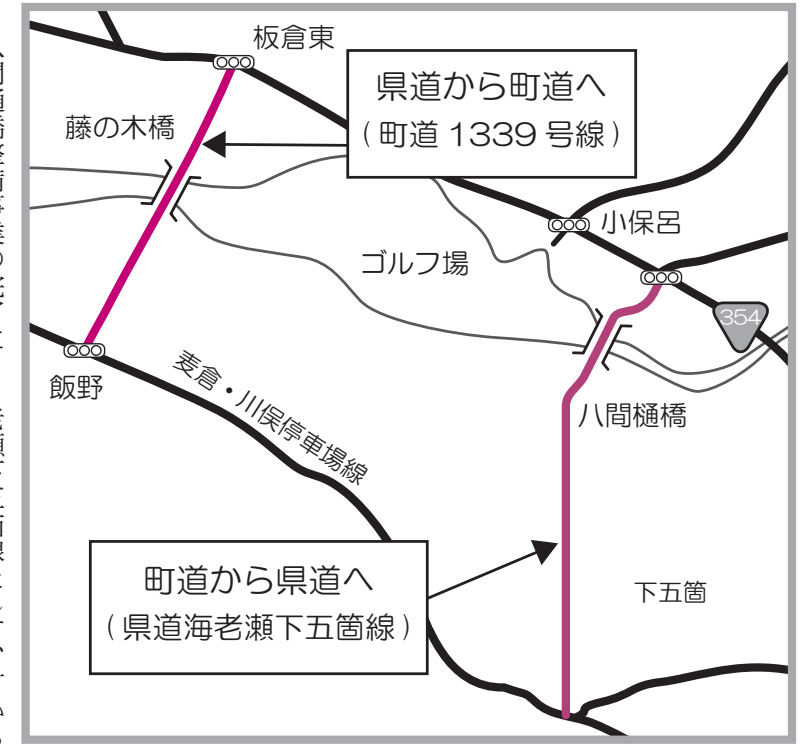 板倉東
県道から町道へ
(町道 1339 号線)
藤の木橋
小保呂
ゴルフ場
354
飯野
麦倉・川俣停車場線
八間樋橋
町道から県道へ
(県道海老瀬下五箇線)
下五箇